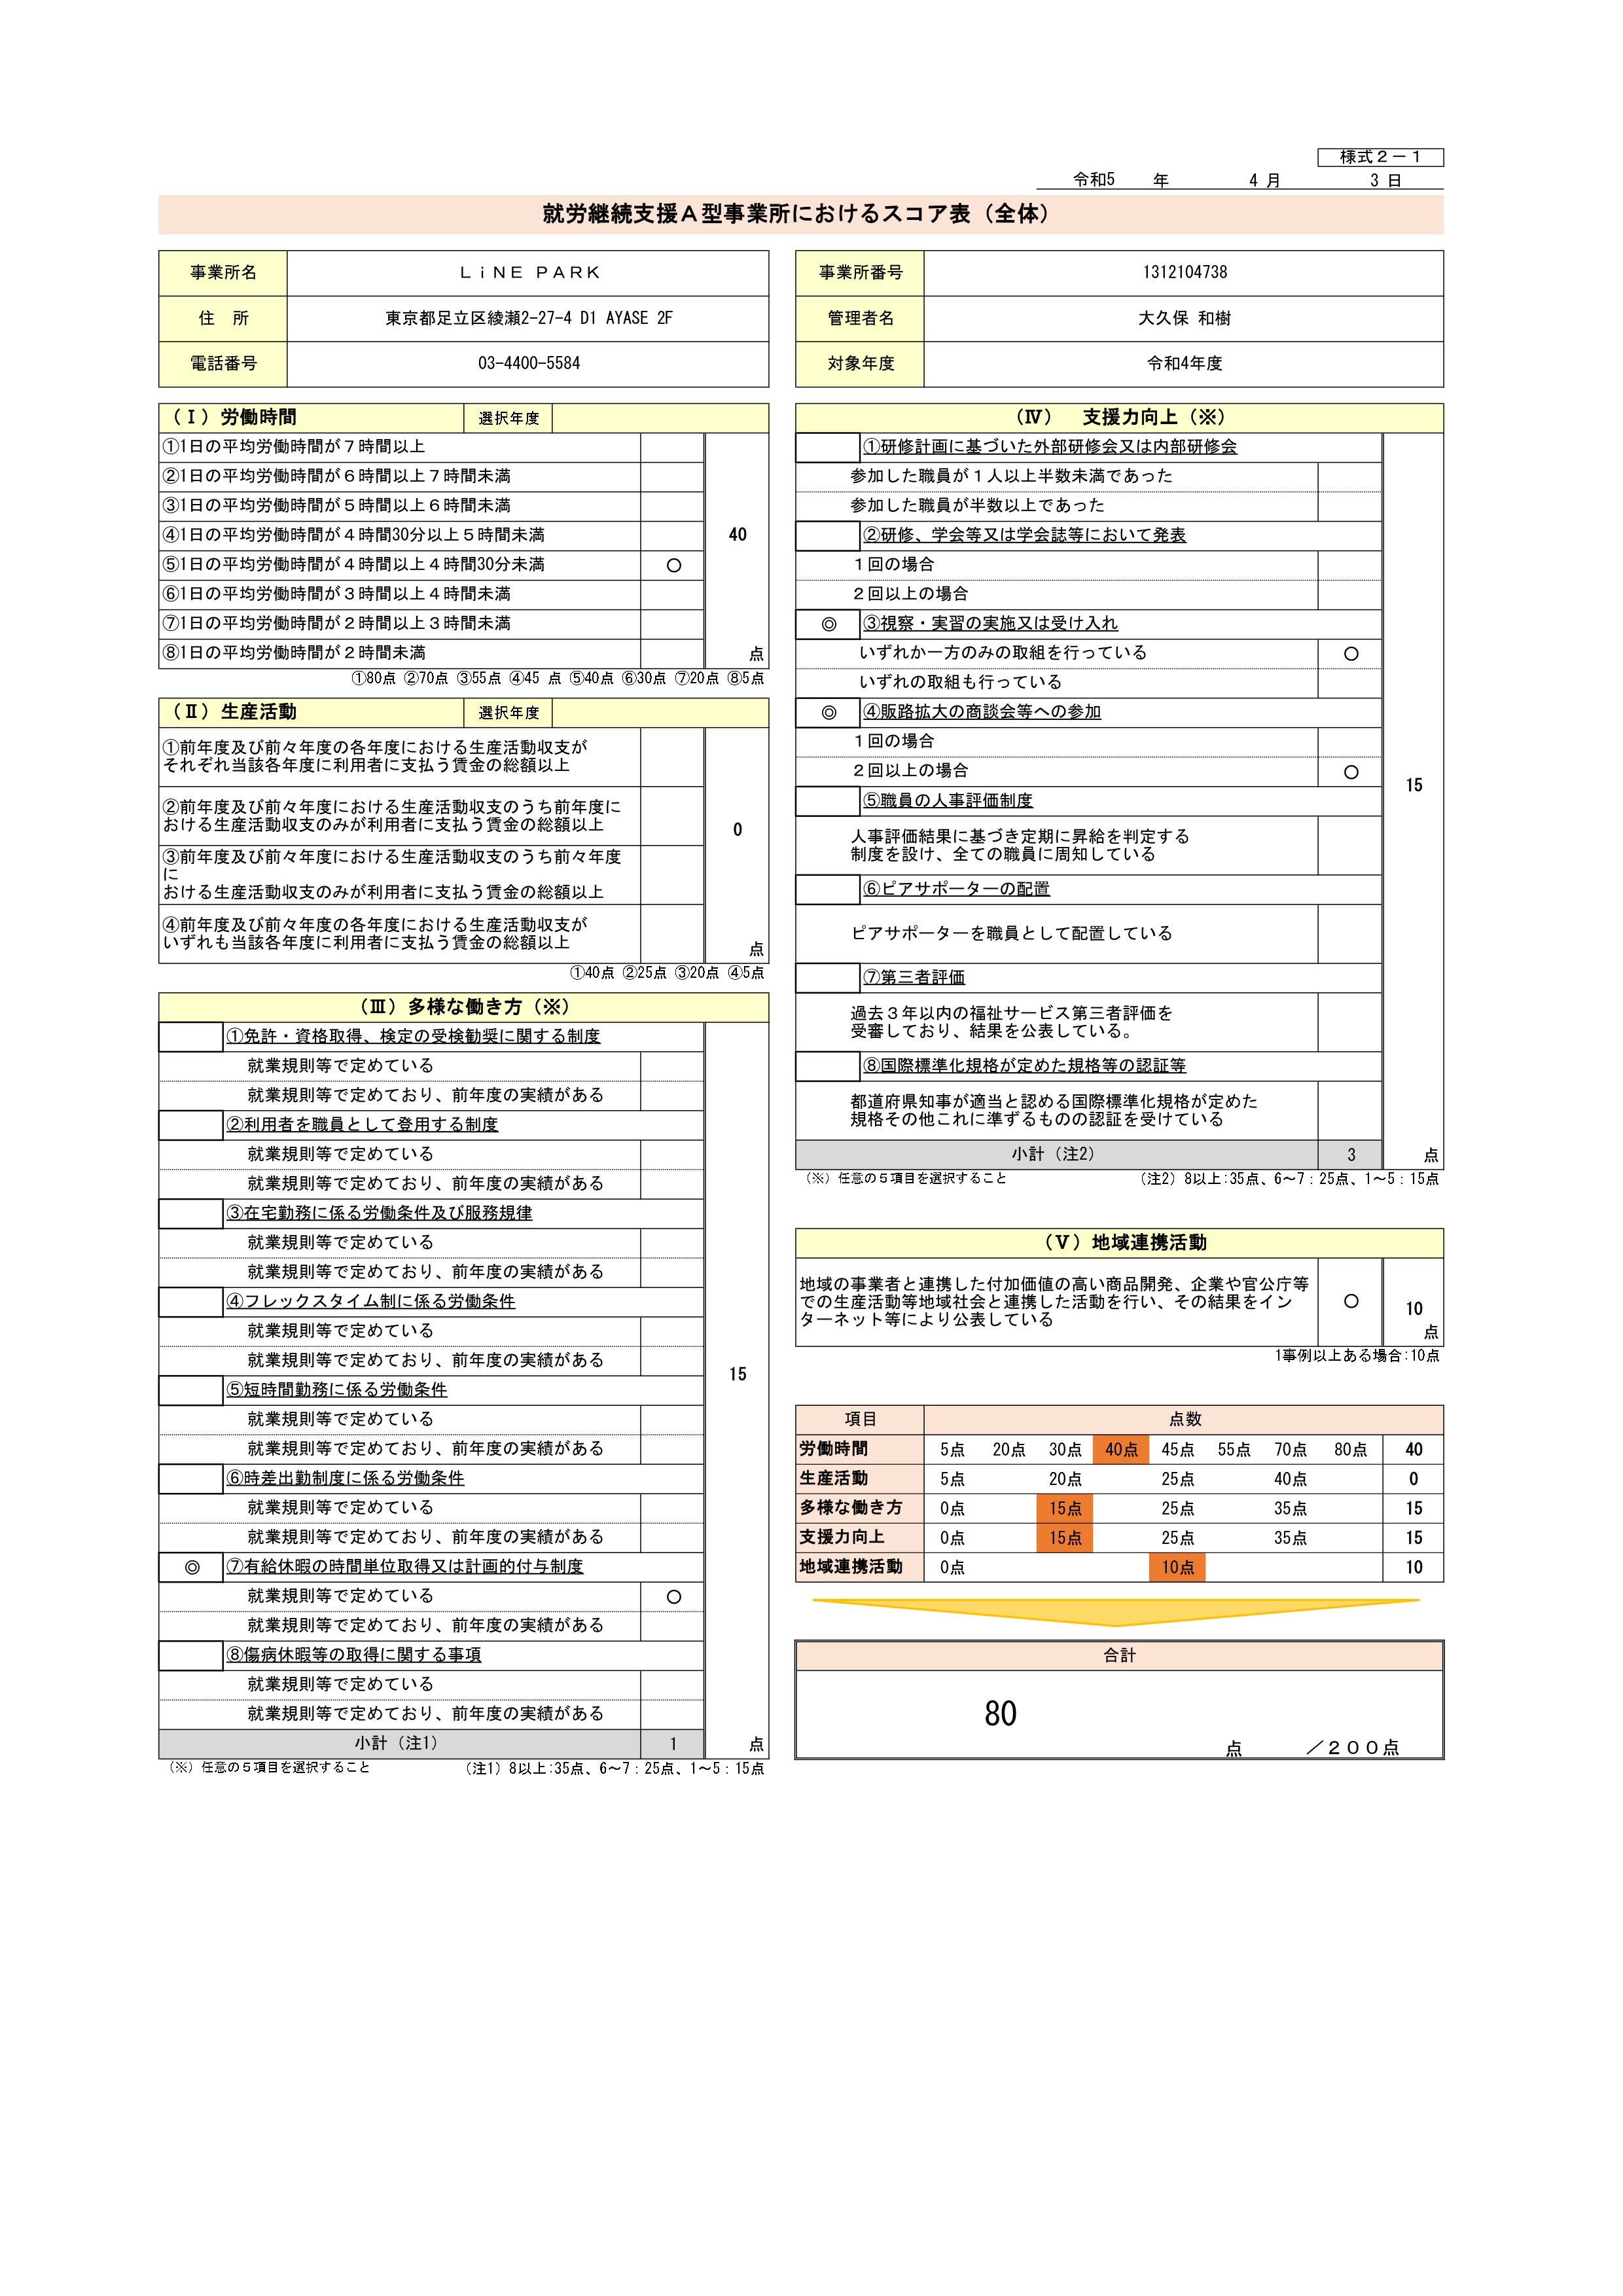 様式２－１
令和5 年 4 月 3 日
就労継続支援Ａ型事業所におけるスコア表（全体）
事業所名 ＬｉＮＥ ＰＡＲＫ
住　所 東京都足立区綾瀬2-27-4 D1 AYASE 2F
電話番号 03-4400-5584
事業所番号 1312104738
管理者名 大久保 和樹
対象年度 令和4年度
（Ⅰ）労働時間 選択年度
①1日の平均労働時間が７時間以上
②1日の平均労働時間が６時間以上７時間未満
③1日の平均労働時間が５時間以上６時間未満
④1日の平均労働時間が４時間30分以上５時間未満
⑤1日の平均労働時間が４時間以上４時間30分未満 〇
⑥1日の平均労働時間が３時間以上４時間未満
⑦1日の平均労働時間が２時間以上３時間未満
⑧1日の平均労働時間が２時間未満
40
点
①80点 ②70点 ③55点 ④45 点 ⑤40点 ⑥30点 ⑦20点 ⑧5点
（Ⅱ）生産活動 選択年度
①前年度及び前々年度の各年度における生産活動収支が
それぞれ当該各年度に利用者に支払う賃金の総額以上
②前年度及び前々年度における生産活動収支のうち前年度に
おける生産活動収支のみが利用者に支払う賃金の総額以上
③前年度及び前々年度における生産活動収支のうち前々年度
に
おける生産活動収支のみが利用者に支払う賃金の総額以上
④前年度及び前々年度の各年度における生産活動収支が
いずれも当該各年度に利用者に支払う賃金の総額以上
0
点
①40点 ②25点 ③20点 ④5点
（Ⅲ）多様な働き方（※）
①免許・資格取得、検定の受検勧奨に関する制度
就業規則等で定めている
就業規則等で定めており、前年度の実績がある
②利用者を職員として登用する制度
就業規則等で定めている
就業規則等で定めており、前年度の実績がある
③在宅勤務に係る労働条件及び服務規律
就業規則等で定めている
就業規則等で定めており、前年度の実績がある
④フレックスタイム制に係る労働条件
就業規則等で定めている
就業規則等で定めており、前年度の実績がある
⑤短時間勤務に係る労働条件
就業規則等で定めている
就業規則等で定めており、前年度の実績がある
⑥時差出勤制度に係る労働条件
就業規則等で定めている
就業規則等で定めており、前年度の実績がある
◎ ⑦有給休暇の時間単位取得又は計画的付与制度
就業規則等で定めている 〇
就業規則等で定めており、前年度の実績がある
⑧傷病休暇等の取得に関する事項
就業規則等で定めている
就業規則等で定めており、前年度の実績がある
小計（注1） 1
15
点
（※）任意の５項目を選択すること （注1）8以上:35点、6～7：25点、1～5：15点
（Ⅳ）　支援力向上（※）
①研修計画に基づいた外部研修会又は内部研修会
参加した職員が１人以上半数未満であった
参加した職員が半数以上であった
②研修、学会等又は学会誌等において発表
１回の場合
２回以上の場合
◎ ③視察・実習の実施又は受け入れ
いずれか一方のみの取組を行っている 〇
いずれの取組も行っている
◎ ④販路拡大の商談会等への参加
１回の場合
２回以上の場合 〇
⑤職員の人事評価制度
人事評価結果に基づき定期に昇給を判定する
制度を設け、全ての職員に周知している
⑥ピアサポーターの配置
ピアサポーターを職員として配置している
⑦第三者評価
過去３年以内の福祉サービス第三者評価を
受審しており、結果を公表している。
⑧国際標準化規格が定めた規格等の認証等
都道府県知事が適当と認める国際標準化規格が定めた
規格その他これに準ずるものの認証を受けている
小計（注2） 3
15
点
（※）任意の５項目を選択すること （注2）8以上:35点、6～7：25点、1～5：15点
（Ⅴ）地域連携活動
地域の事業者と連携した付加価値の高い商品開発、企業や官公庁等
での生産活動等地域社会と連携した活動を行い、その結果をイン
ターネット等により公表している
〇
10
点
1事例以上ある場合:10点
項目 点数
労働時間 5点 20点 30点 40点 45点 55点 70点 80点 40
生産活動 5点 20点 25点 40点 0
多様な働き方 0点 15点 25点 35点 15
支援力向上 0点 15点 25点 35点 15
地域連携活動 0点 10点 10
合計
80
点 ／２００点